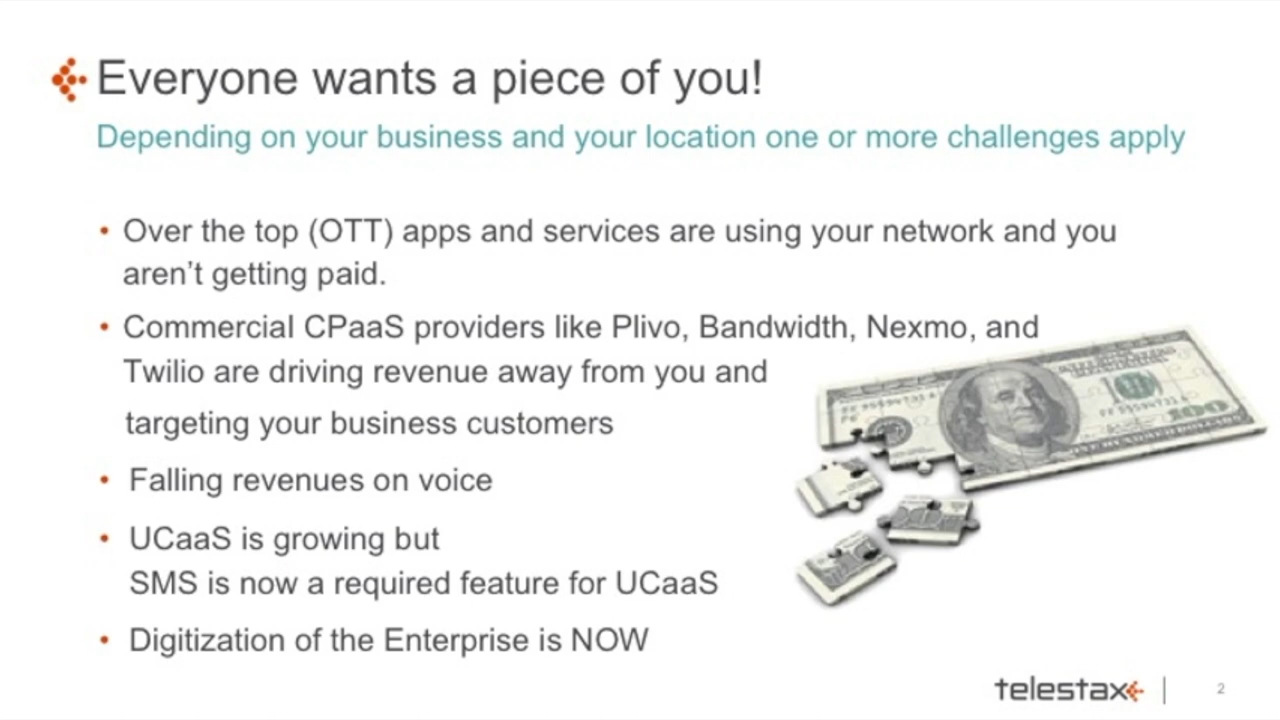 Everyone wants a piece of you!
Depending on your business and your location one or more challenges apply
• Over the top (OTT) apps and services are using your network and you
aren’t getting paid.
• Commercial CPaaS providers like Plivo, Bandwidth, Nexmo, and
Twilio are driving revenue away from you and
targeting your business customers
• Falling revenues on voice
• UCaaS is growing but
SMS is now a required feature for UCaaS
• Digitization of the Enterprise is NOW
100
telestax
2